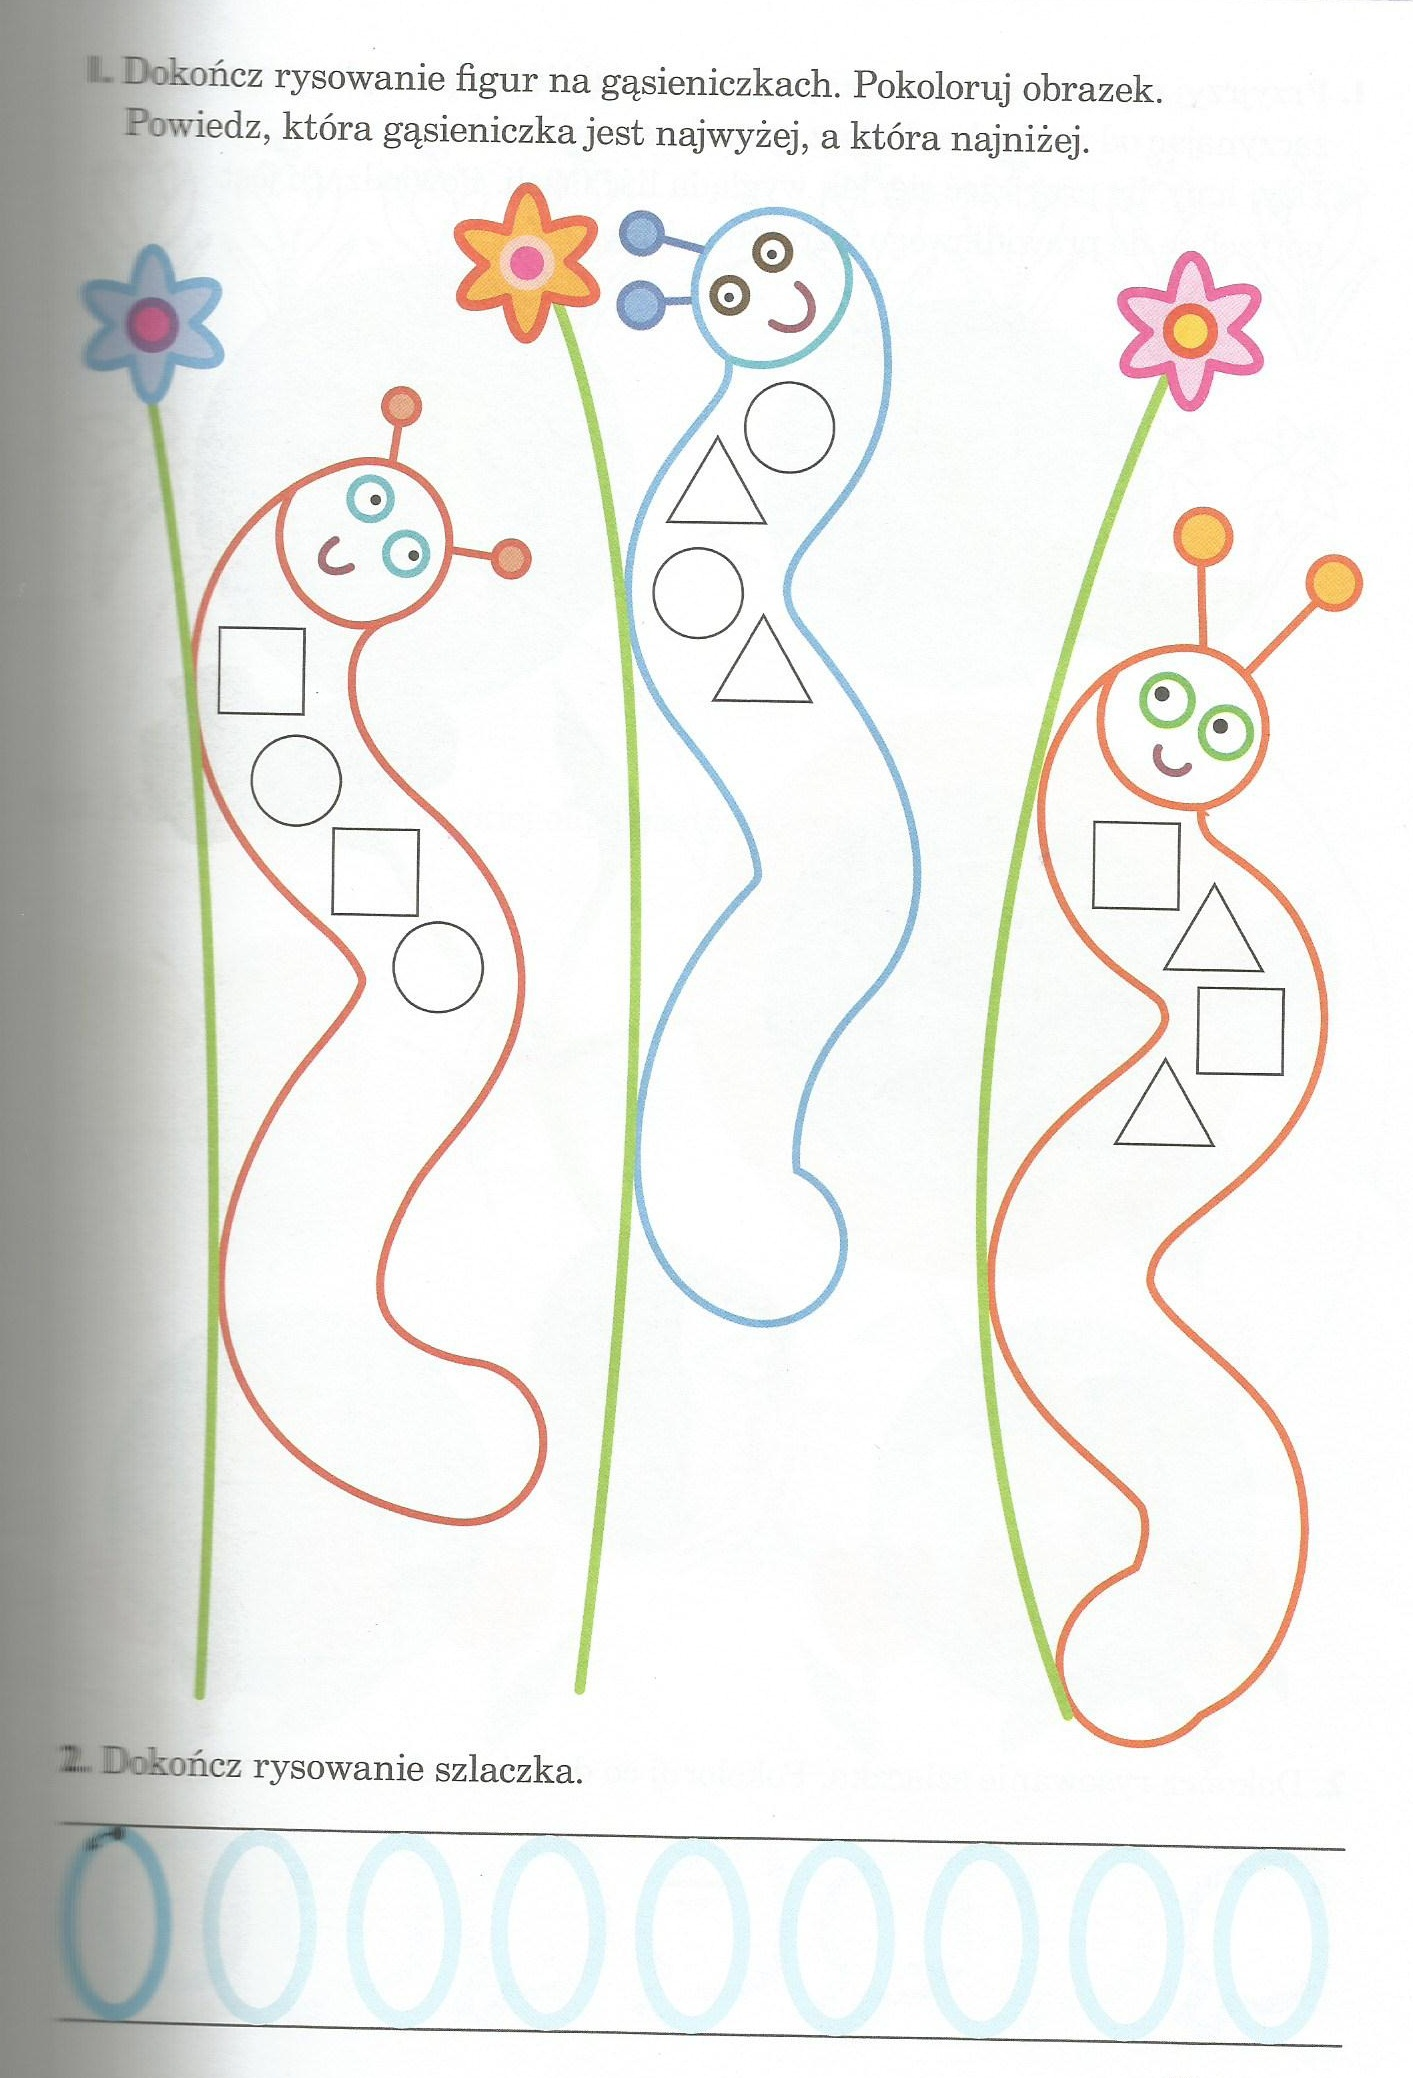 1. Dokończ rysowanie figur na gąsieniczkach. Pokoloruj obrazek.
Powiedz, która gąsieniczka jest najwyżej, a która najniżej.
2. Dokończ rysowanie szlaczka.